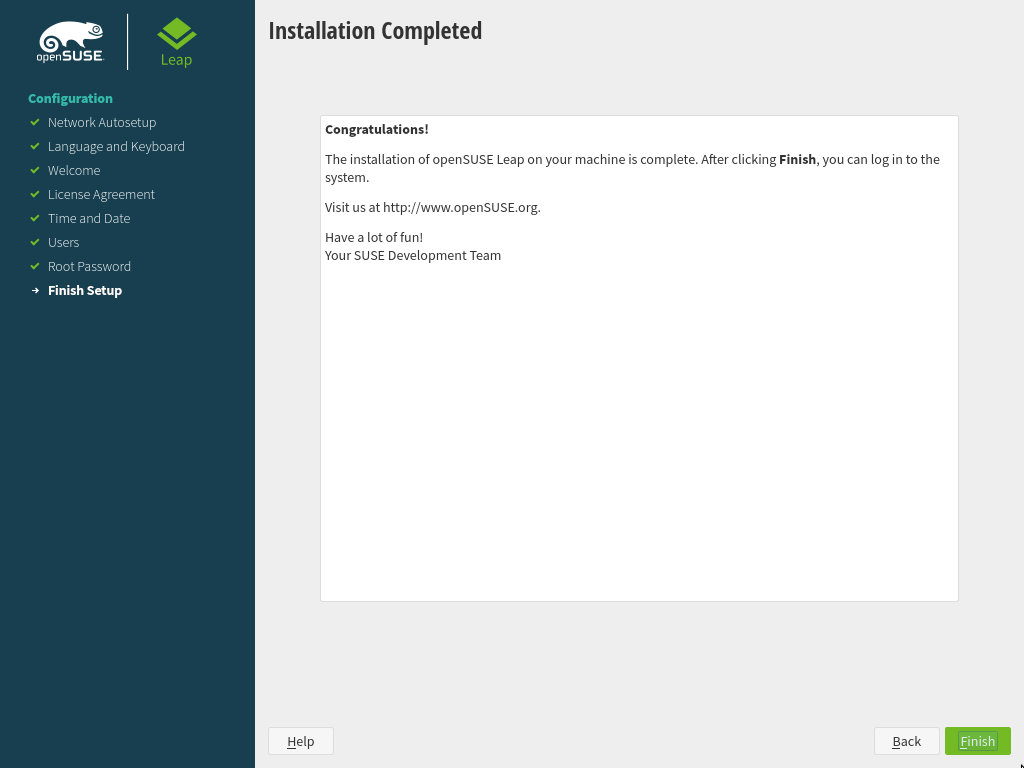 openSUSE
Leap
Configuration
Network Autosetup
Language and Keyboard
Welcome
License Agreement
Time and Date
Users
Root Password
Finish Setup
Installation Completed
Congratulations!
The installation of openSUSE Leap on your machine is complete. After clicking Finish, you can log in to the
system.
Visit us at http://www.openSUSE.org.
Have a lot of fun!
Your SUSE Development Team
Help
Back
Finish